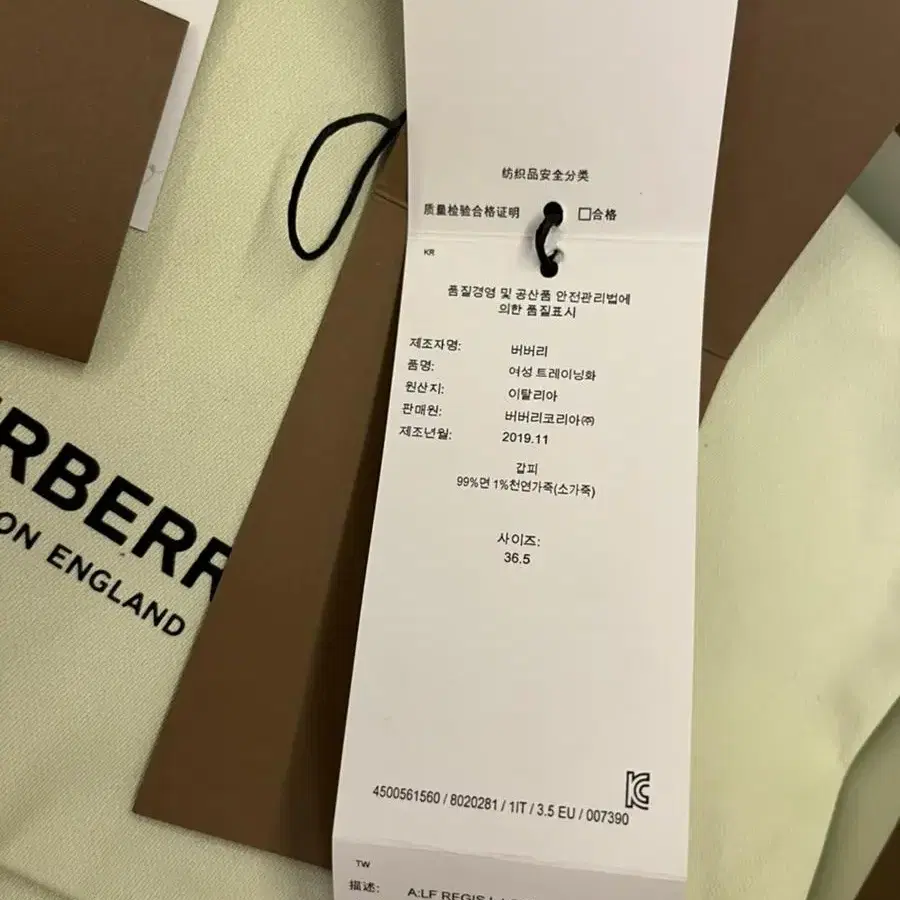 纺织品安全分类
质量检验合格证明 □合格
KR
품질경영 및 공산품 안전관리법에
의한 품질표시
제조자명: 버버리
품명: 여성 트레이닝화
원산지: 이탈리아
판매원: 버버리코리아㈜
제조년월: 2019.11
갑피
99%면 1%천연가죽(소가죽)
사이즈:
36.5
4500561560 / 8020281 / 1IT / 3.5 EU / 007390
TW
描述: A:LF REGIS L
RBERR
ON ENGLAND